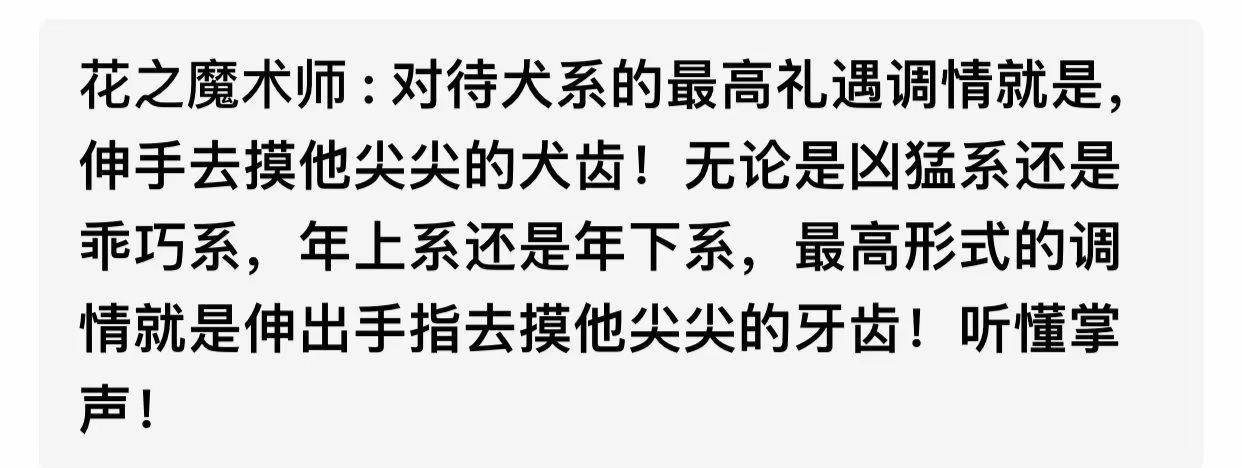 花之魔术师：对待犬系的最高礼遇调情就是，
伸手去摸他尖尖的犬齿！无论是凶猛系还是
乖巧系，年上系还是年下系，最高形式的调
情就是伸出手指去摸他尖尖的牙齿！听懂掌
声！